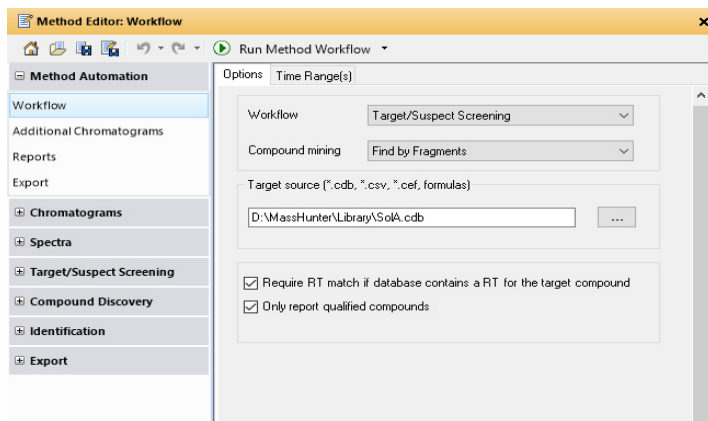 Method Editor: Workflow
Run Method Workflow
Method Automation
Workflow
Additional Chromatograms
Reports
Export
Chromatograms
Spectra
Target/Suspect Screening
Compound Discovery
Identification
Export
Options Time Range(s)
Workflow Target/Suspect Screening
Compound mining Find by Fragments
Target source (*.cdb, *.csv, *.cef, formulas)
D:\MassHunter\Library\SolA.cdb ...
Require RT match if database contains a RT for the target compound
Only report qualified compounds